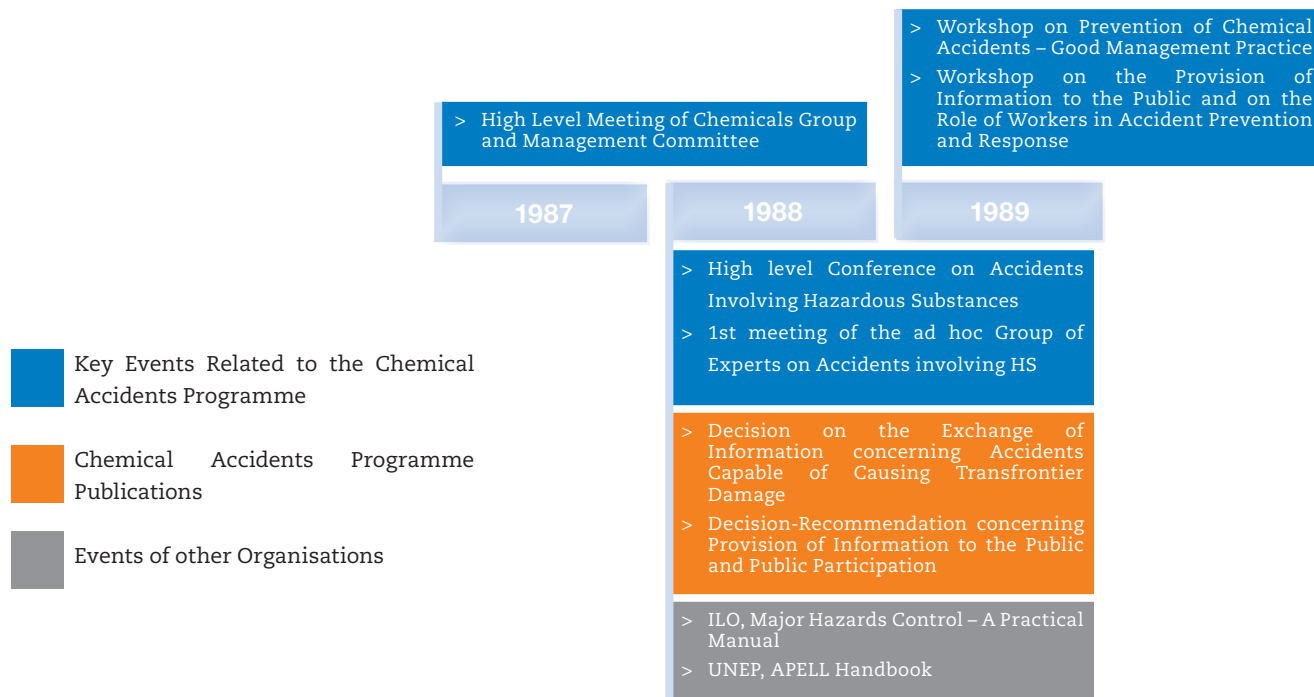 > Workshop on Prevention of Chemical
Accidents – Good Management Practice
> Workshop on the Provision of
Information to the Public and on the
Role of Workers in Accident Prevention
and Response
> High Level Meeting of Chemicals Group
and Management Committee
1987
1988
1989
> High level Conference on Accidents
Involving Hazardous Substances
> 1st meeting of the ad hoc Group of
Experts on Accidents involving HS
Key Events Related to the Chemical
Accidents Programme
> Decision on the Exchange of
Information concerning Accidents
Capable of Causing Transfrontier
Damage
> Decision-Recommendation concerning
Provision of Information to the Public
and Public Participation
Chemical Accidents Programme
Publications
Events of other Organisations
> ILO, Major Hazards Control – A Practical
Manual
> UNEP, APELL Handbook